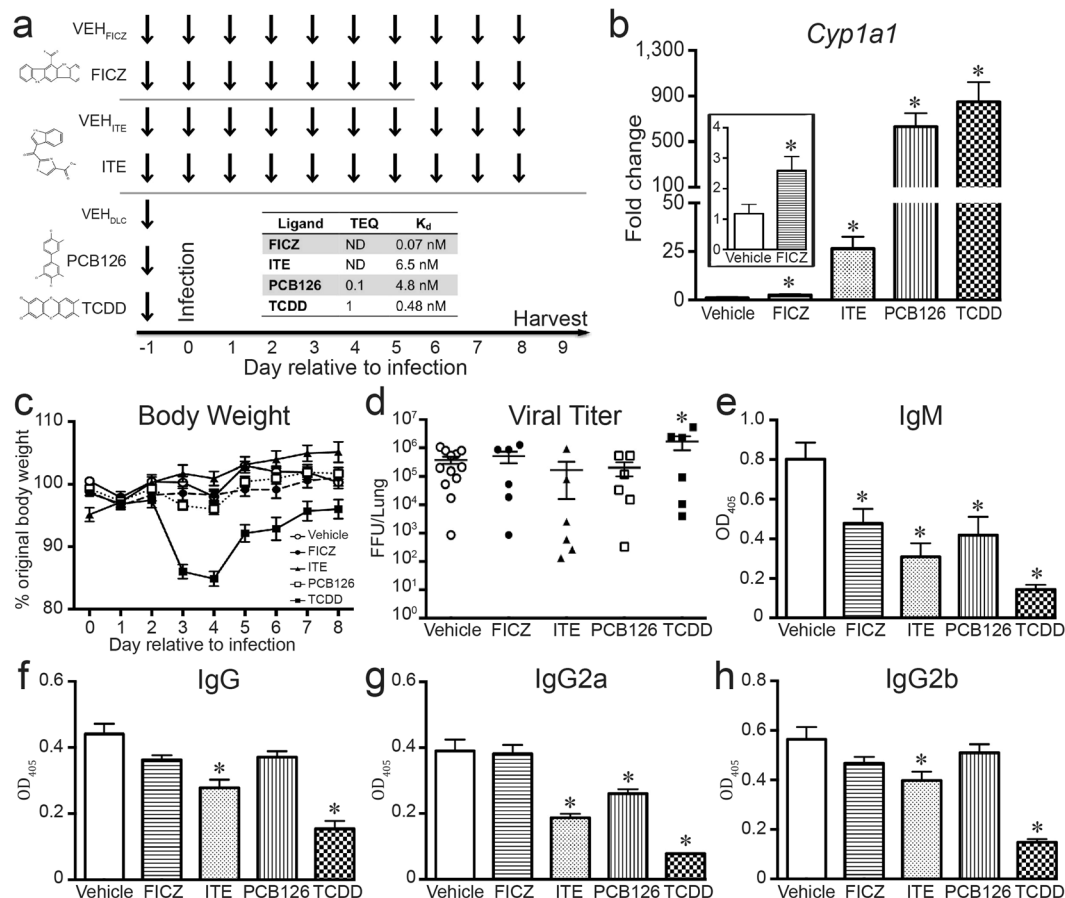 a
VEH_FICZ
FICZ
VEH_ITE
ITE
VEH_DLC
PCB126
TCDD
Infection
Ligand TEQ K_d
FICZ ND 0.07 nM
ITE ND 6.5 nM
PCB126 0.1 4.8 nM
TCDD 1 0.48 nM
Harvest
-1 0 1 2 3 4 5 6 7 8 9
Day relative to infection
b
Cyp1a1
Fold change
1,300
900
500
100
50
25
0
*
*
*
*
4
3
2
1
0
*
Vehicle FICZ
Vehicle FICZ ITE PCB126 TCDD
c
Body Weight
% original body weight
110
100
90
80
Vehicle
FICZ
ITE
PCB126
TCDD
0 1 2 3 4 5 6 7 8
Day relative to infection
d
Viral Titer
FFU/Lung
10^7
10^6
10^5
10^4
10^3
10^2
10^1
10^0
*
Vehicle FICZ ITE PCB126 TCDD
e
IgM
OD_405
1.0
0.8
0.6
0.4
0.2
0
* * * *
Vehicle FICZ ITE PCB126 TCDD
f
IgG
OD_405
0.6
0.4
0.2
0
* *
Vehicle FICZ ITE PCB126 TCDD
g
IgG2a
OD_405
0.6
0.4
0.2
0
* * *
Vehicle FICZ ITE PCB126 TCDD
h
IgG2b
OD_405
0.8
0.6
0.4
0.2
0
* *
Vehicle FICZ ITE PCB126 TCDD